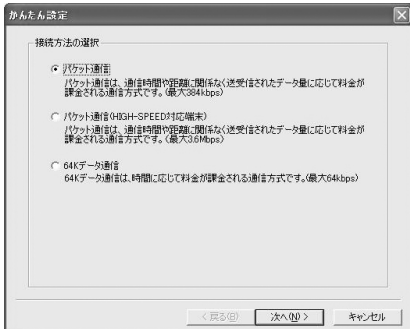 かんたん設定
接続方法の選択
パケット通信
パケット通信は、通信時間や距離に関係なく送受信されたデータ量に応じて料金が
課金される通信方式です。(最大384kbps)
パケット通信(HIGH-SPEED対応端末)
パケット通信は、通信時間や距離に関係なく送受信されたデータ量に応じて料金が
課金される通信方式です。(最大3.6Mbps)
64Kデータ通信
64Kデータ通信は、時間に応じて料金が課金される通信方式です。(最大64kbps)
< 戻る(B) 次へ(N) > キャンセル